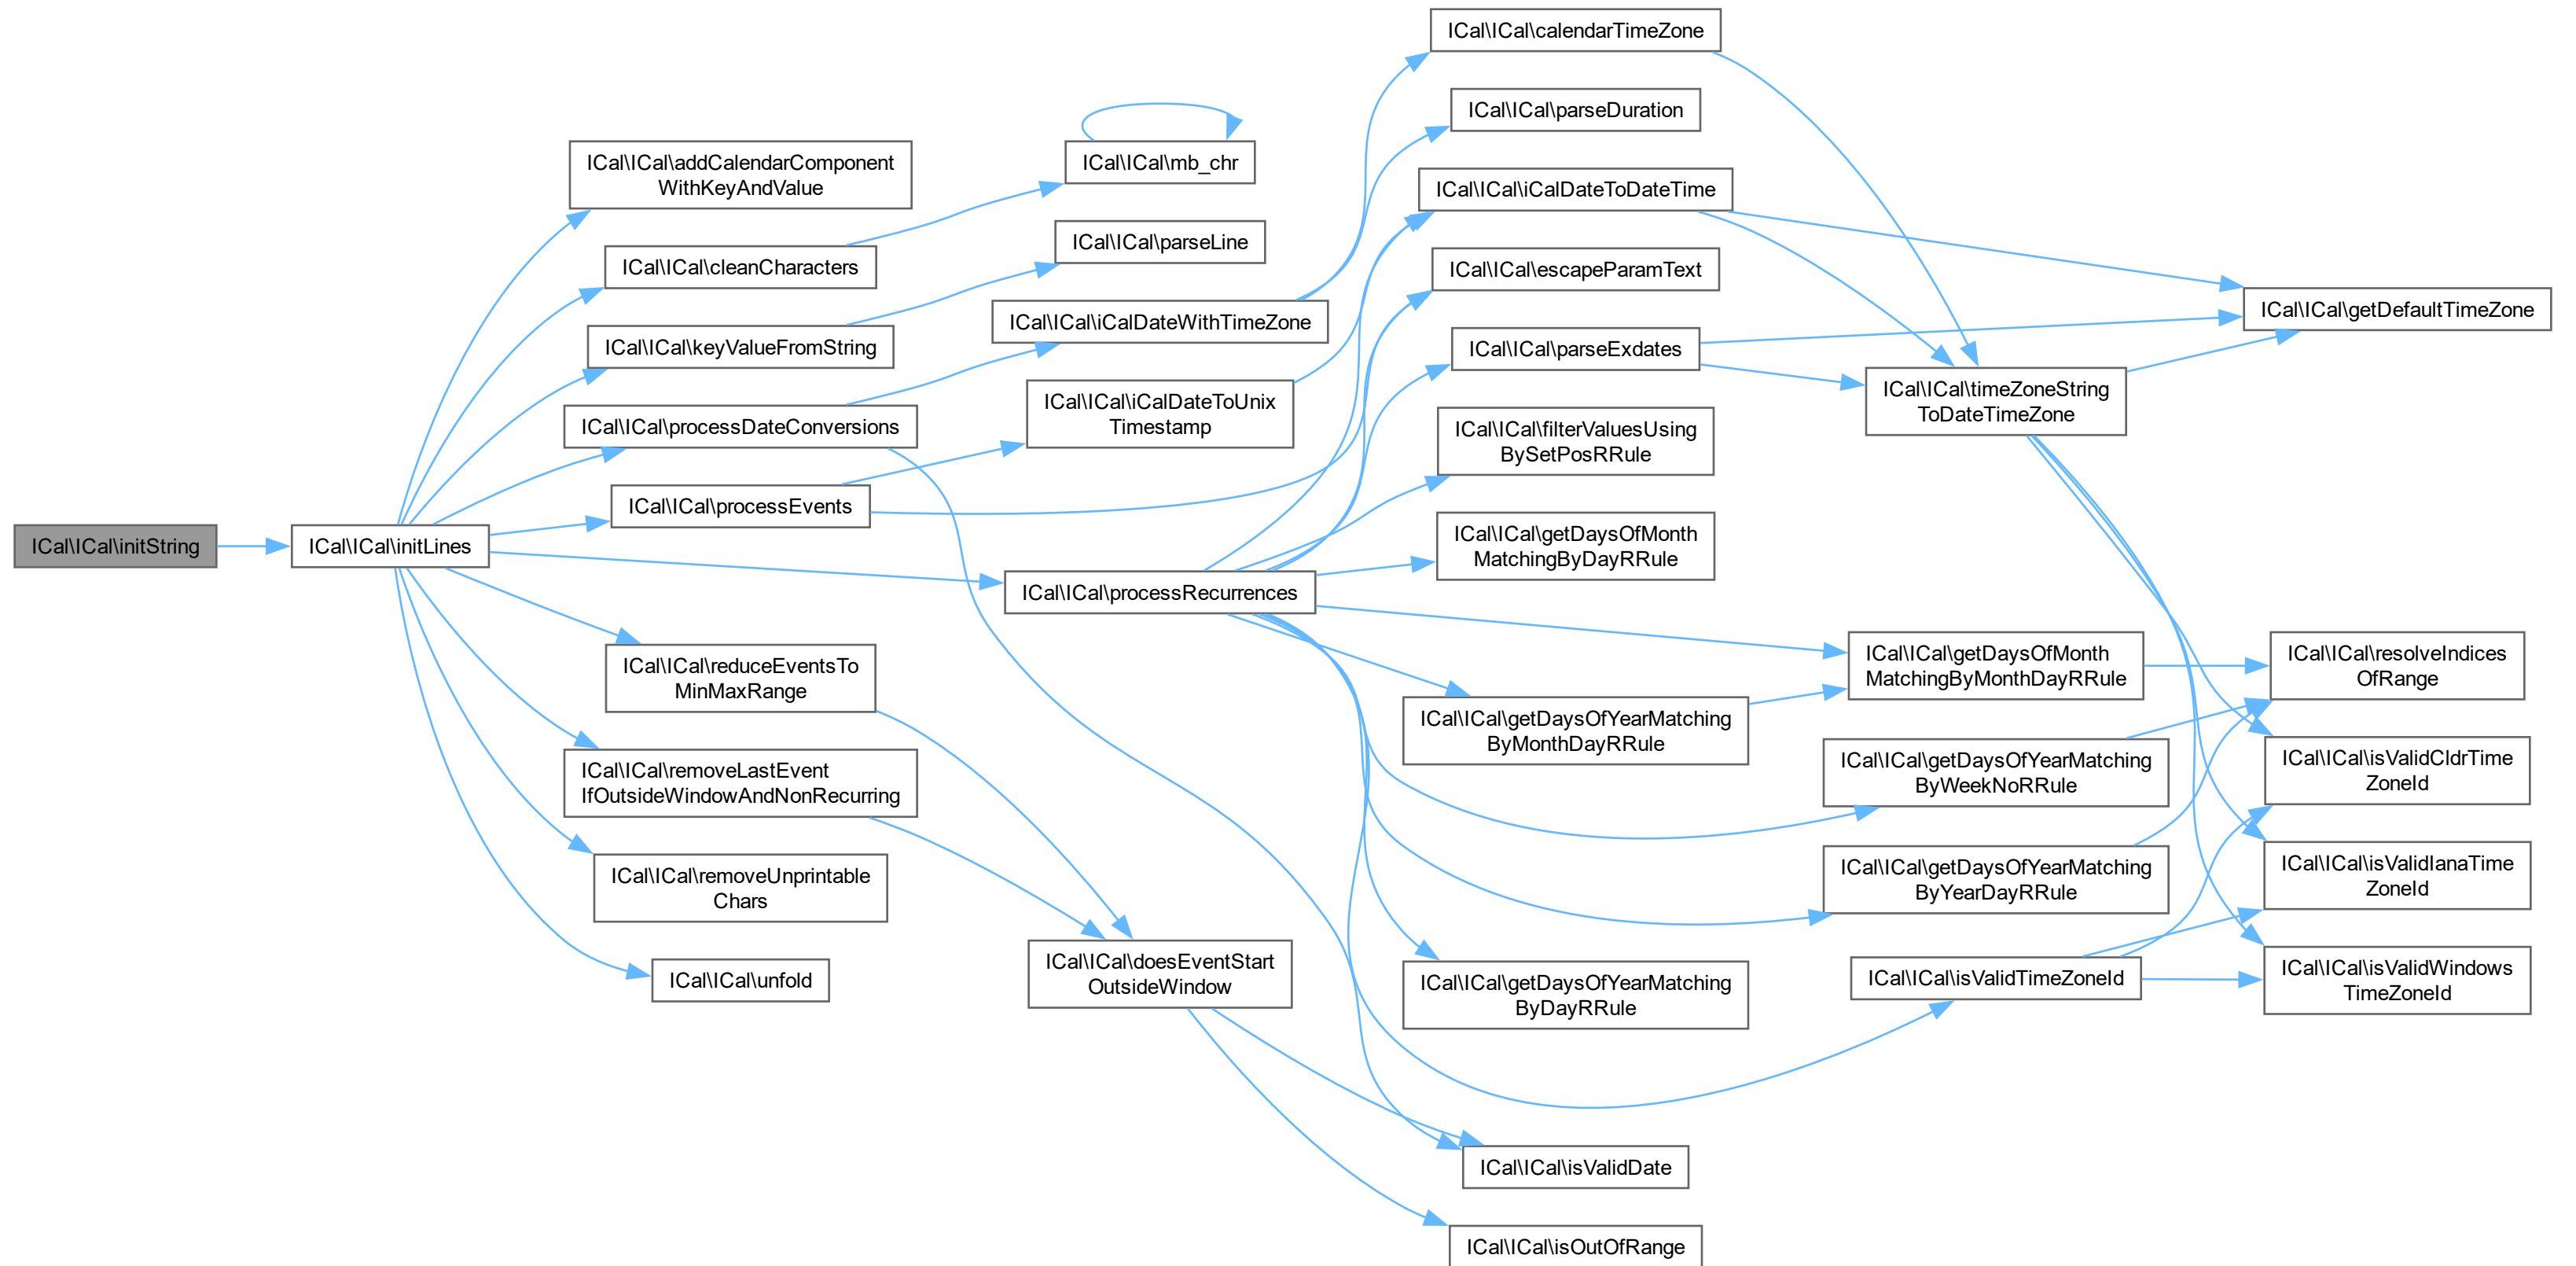 ICal\ICal\initString
ICal\ICal\initLines
ICal\ICal\addCalendarComponent
WithKeyAndValue
ICal\ICal\cleanCharacters
ICal\ICal\keyValueFromString
ICal\ICal\processDateConversions
ICal\ICal\processEvents
ICal\ICal\reduceEventsTo
MinMaxRange
ICal\ICal\removeLastEvent
IfOutsideWindowAndNonRecurring
ICal\ICal\removeUnprintable
Chars
ICal\ICal\unfold
ICal\ICal\mb_chr
ICal\ICal\parseLine
ICal\ICal\iCalDateWithTimeZone
ICal\ICal\iCalDateToUnix
Timestamp
ICal\ICal\processRecurrences
ICal\ICal\doesEventStart
OutsideWindow
ICal\ICal\calendarTimeZone
ICal\ICal\parseDuration
ICal\ICal\iCalDateToDateTime
ICal\ICal\escapeParamText
ICal\ICal\parseExdates
ICal\ICal\filterValuesUsing
BySetPosRRule
ICal\ICal\getDaysOfMonth
MatchingByDayRRule
ICal\ICal\getDaysOfYearMatching
ByMonthDayRRule
ICal\ICal\getDaysOfYearMatching
ByDayRRule
ICal\ICal\isValidDate
ICal\ICal\isOutOfRange
ICal\ICal\timeZoneString
ToDateTimeZone
ICal\ICal\getDaysOfMonth
MatchingByMonthDayRRule
ICal\ICal\getDaysOfYearMatching
ByWeekNoRRule
ICal\ICal\getDaysOfYearMatching
ByYearDayRRule
ICal\ICal\isValidTimeZoneId
ICal\ICal\getDefaultTimeZone
ICal\ICal\resolveIndices
OfRange
ICal\ICal\isValidCldrTime
ZoneId
ICal\ICal\isValidIanaTime
ZoneId
ICal\ICal\isValidWindows
TimeZoneId